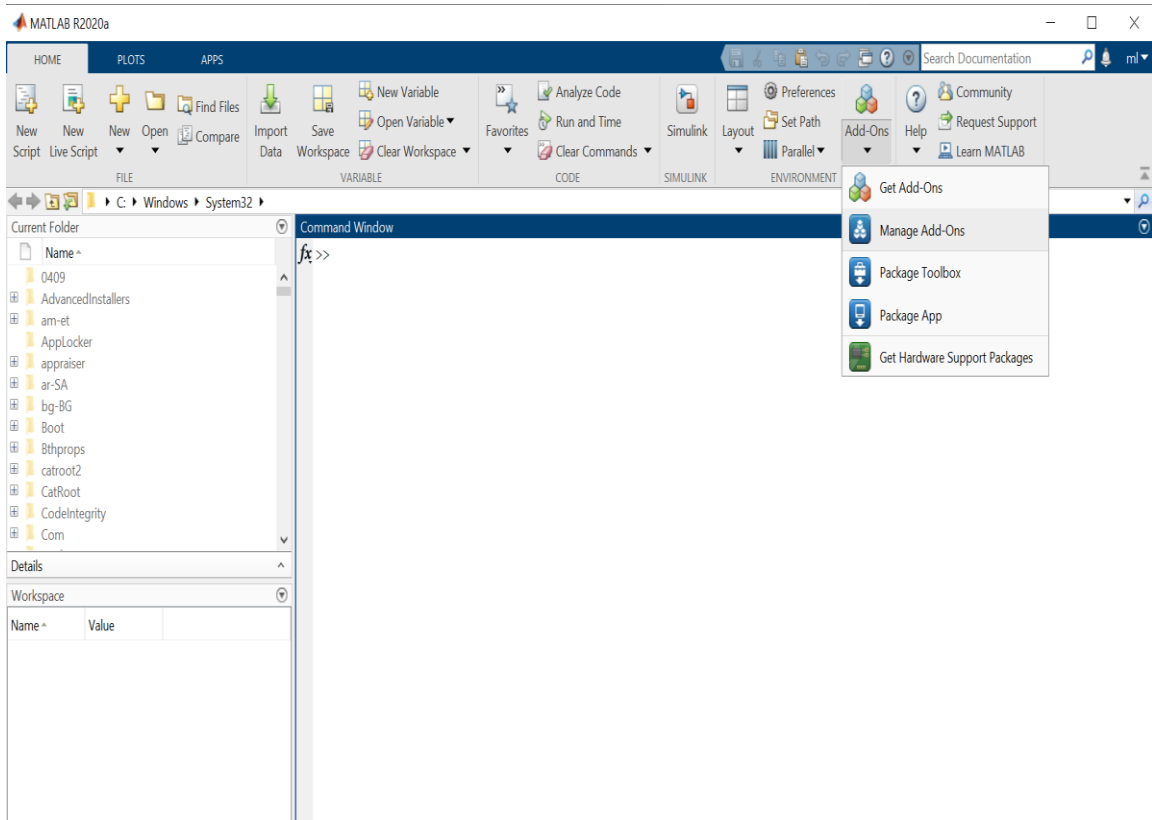 MATLAB R2020a
HOME PLOTS APPS
Search Documentation
ml
New Script
New Live Script
New
Open
Find Files
Compare
Import Data
Save Workspace
New Variable
Open Variable
Clear Workspace
Favorites
Analyze Code
Run and Time
Clear Commands
Simulink
Layout
Preferences
Set Path
Parallel
Add-Ons
Help
Community
Request Support
Learn MATLAB
FILE VARIABLE CODE SIMULINK ENVIRONMENT
Get Add-Ons
Manage Add-Ons
Package Toolbox
Package App
Get Hardware Support Packages
C: Windows System32
Current Folder
Name
0409
AdvancedInstallers
am-et
AppLocker
appraiser
ar-SA
bg-BG
Boot
Bthprops
catroot2
CatRoot
CodeIntegrity
Com
Details
Workspace
Name Value
Command Window
fx >>